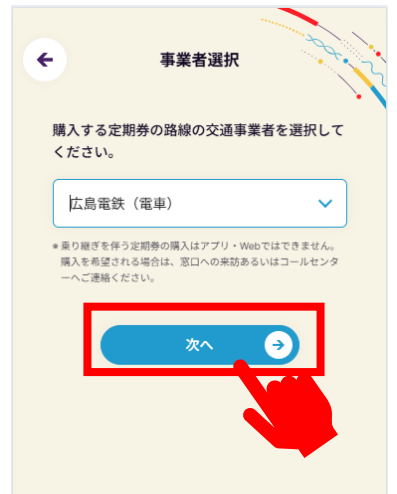 事業者選択
購入する定期券の路線の交通事業者を選択して
ください。
広島電鉄（電車）
※乗り継ぎを伴う定期券の購入はアプリ・Webではできません。
購入を希望される場合は、窓口への来訪あるいはコールセンタ
ーへご連絡ください。
次へ